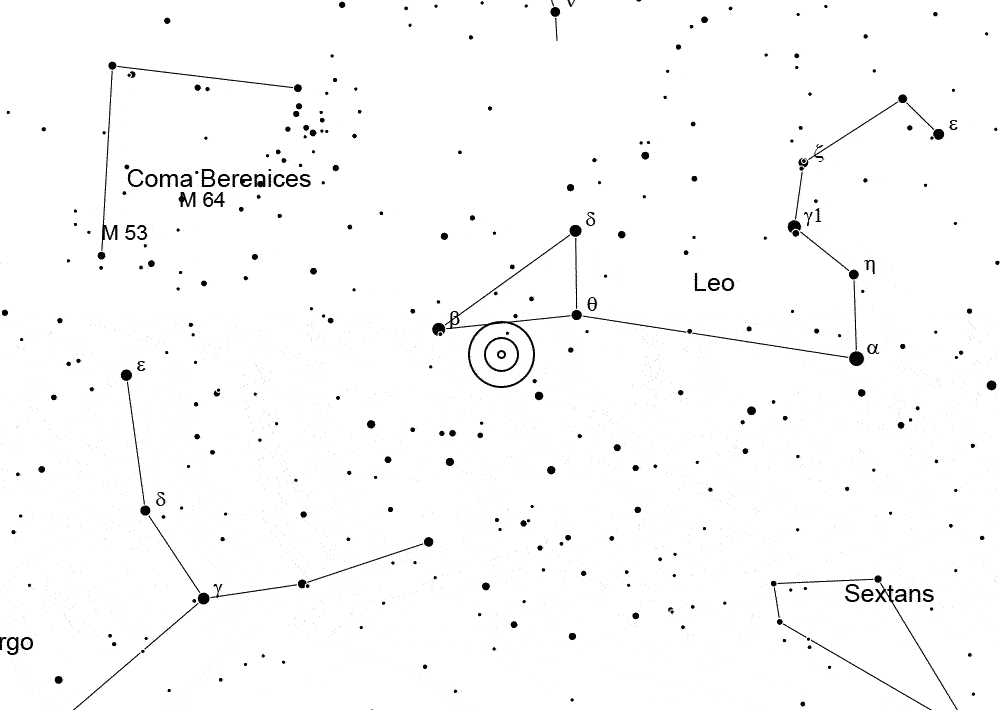 ν
ε
ζ
Coma Berenices
M 64
γ1
δ
M 53
η
Leo
θ
β
α
ε
δ
γ
Sextans
rgo